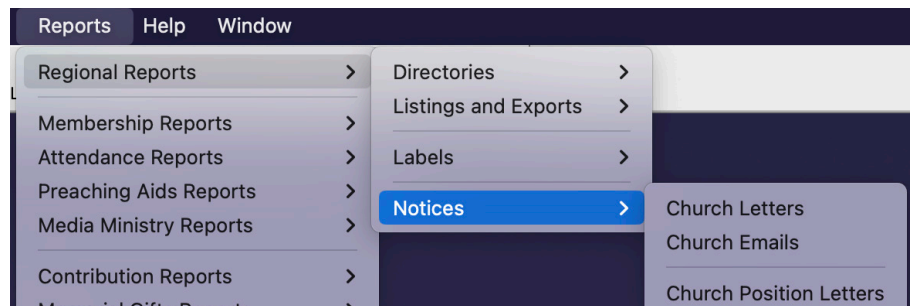 Reports Help Window
Regional Reports
Membership Reports
Attendance Reports
Preaching Aids Reports
Media Ministry Reports
Contribution Reports
Directories
Listings and Exports
Labels
Notices
Church Letters
Church Emails
Church Position Letters